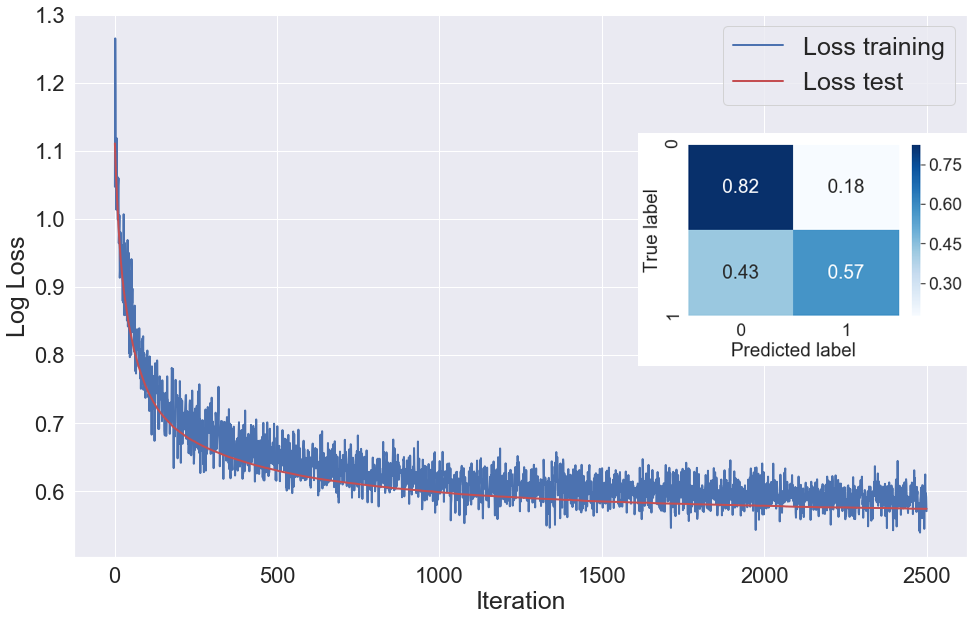 1.3
1.2
1.1
1.0
0.9
0.8
0.7
0.6
Log Loss
0 500 1000 1500 2000 2500
Iteration
Loss training
Loss test
0
1
True label
0.82 0.18
0.43 0.57
0 1
Predicted label
0.75
0.60
0.45
0.30